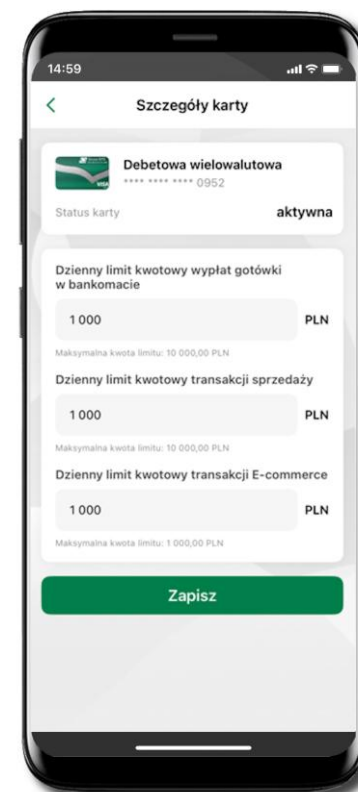 14:59
Szczegóły karty
VISA
Debetowa wielowalutowa
**** **** **** 0952
Status karty aktywna
Dzienny limit kwotowy wypłat gotówki
w bankomacie
1 000 PLN
Maksymalna kwota limitu: 10 000,00 PLN
Dzienny limit kwotowy transakcji sprzedaży
1 000 PLN
Maksymalna kwota limitu: 10 000,00 PLN
Dzienny limit kwotowy transakcji E-commerce
1 000 PLN
Maksymalna kwota limitu: 1 000,00 PLN
Zapisz